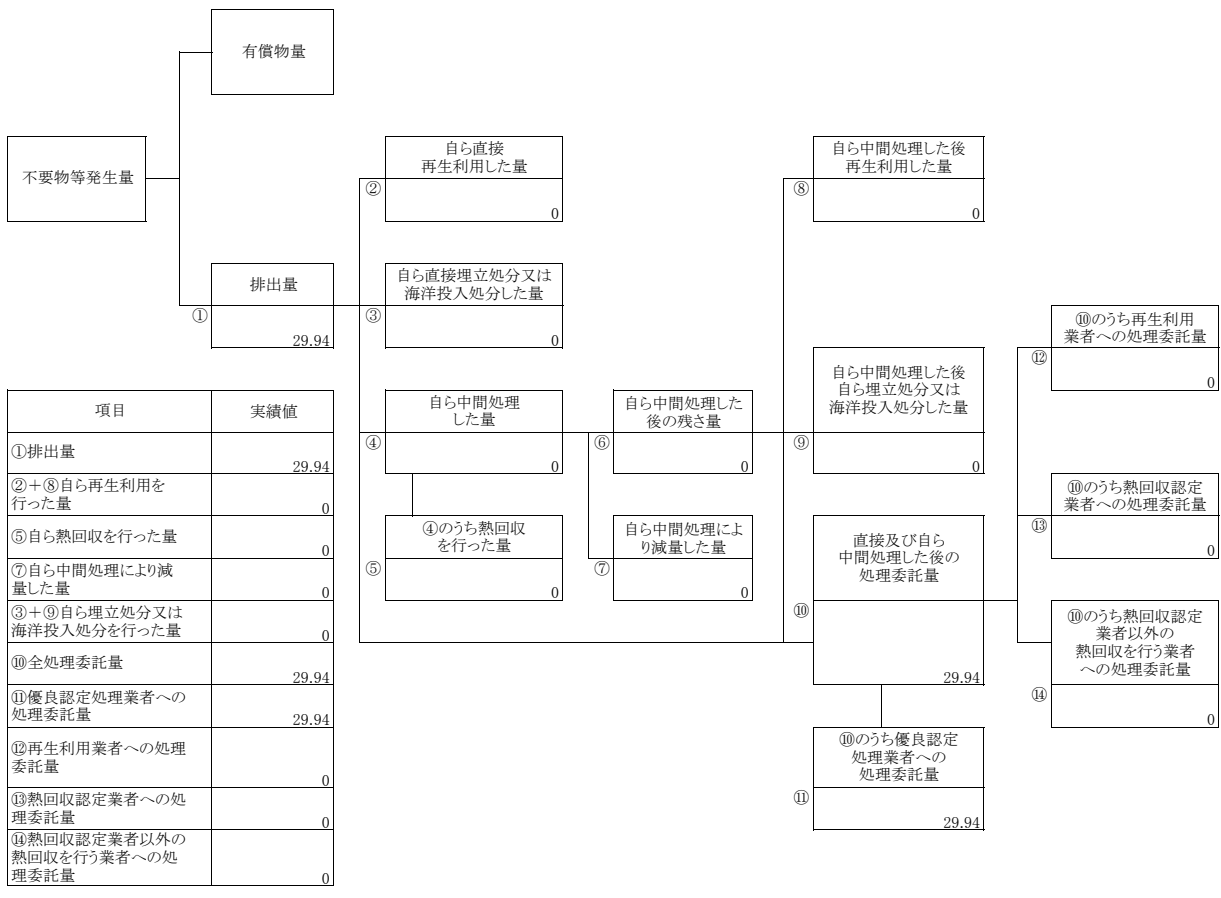 有償物量
不要物等発生量
自ら直接
再生利用した量
②
0
自ら中間処理した後
再生利用した量
⑧
0
排出量
①
29.94
自ら直接埋立処分又は
海洋投入処分した量
③
0
自ら中間処理
した量
④
0
自ら中間処理した
後の残さ量
⑥
0
自ら中間処理した後
自ら埋立処分又は
海洋投入処分した量
⑨
0
⑩のうち再生利用
業者への処理委託量
⑫
0
④のうち熱回収
を行った量
⑤
0
自ら中間処理によ
り減量した量
⑦
0
直接及び自ら
中間処理した後の
処理委託量
⑩
29.94
⑩のうち熱回収認定
業者への処理委託量
⑬
0
⑩のうち熱回収認定
業者以外の
熱回収を行う業者
への処理委託量
⑭
0
⑩のうち優良認定
処理業者への
処理委託量
⑪
29.94
項目 実績値
①排出量
29.94
②+⑧自ら再生利用を
行った量
0
⑤自ら熱回収を行った量
0
⑦自ら中間処理により減
量した量
0
③+⑨自ら埋立処分又は
海洋投入処分を行った量
0
⑩全処理委託量
29.94
⑪優良認定処理業者への
処理委託量
29.94
⑫再生利用業者への処理
委託量
0
⑬熱回収認定業者への処
理委託量
0
⑭熱回収認定業者以外の
熱回収を行う業者への処
理委託量
0